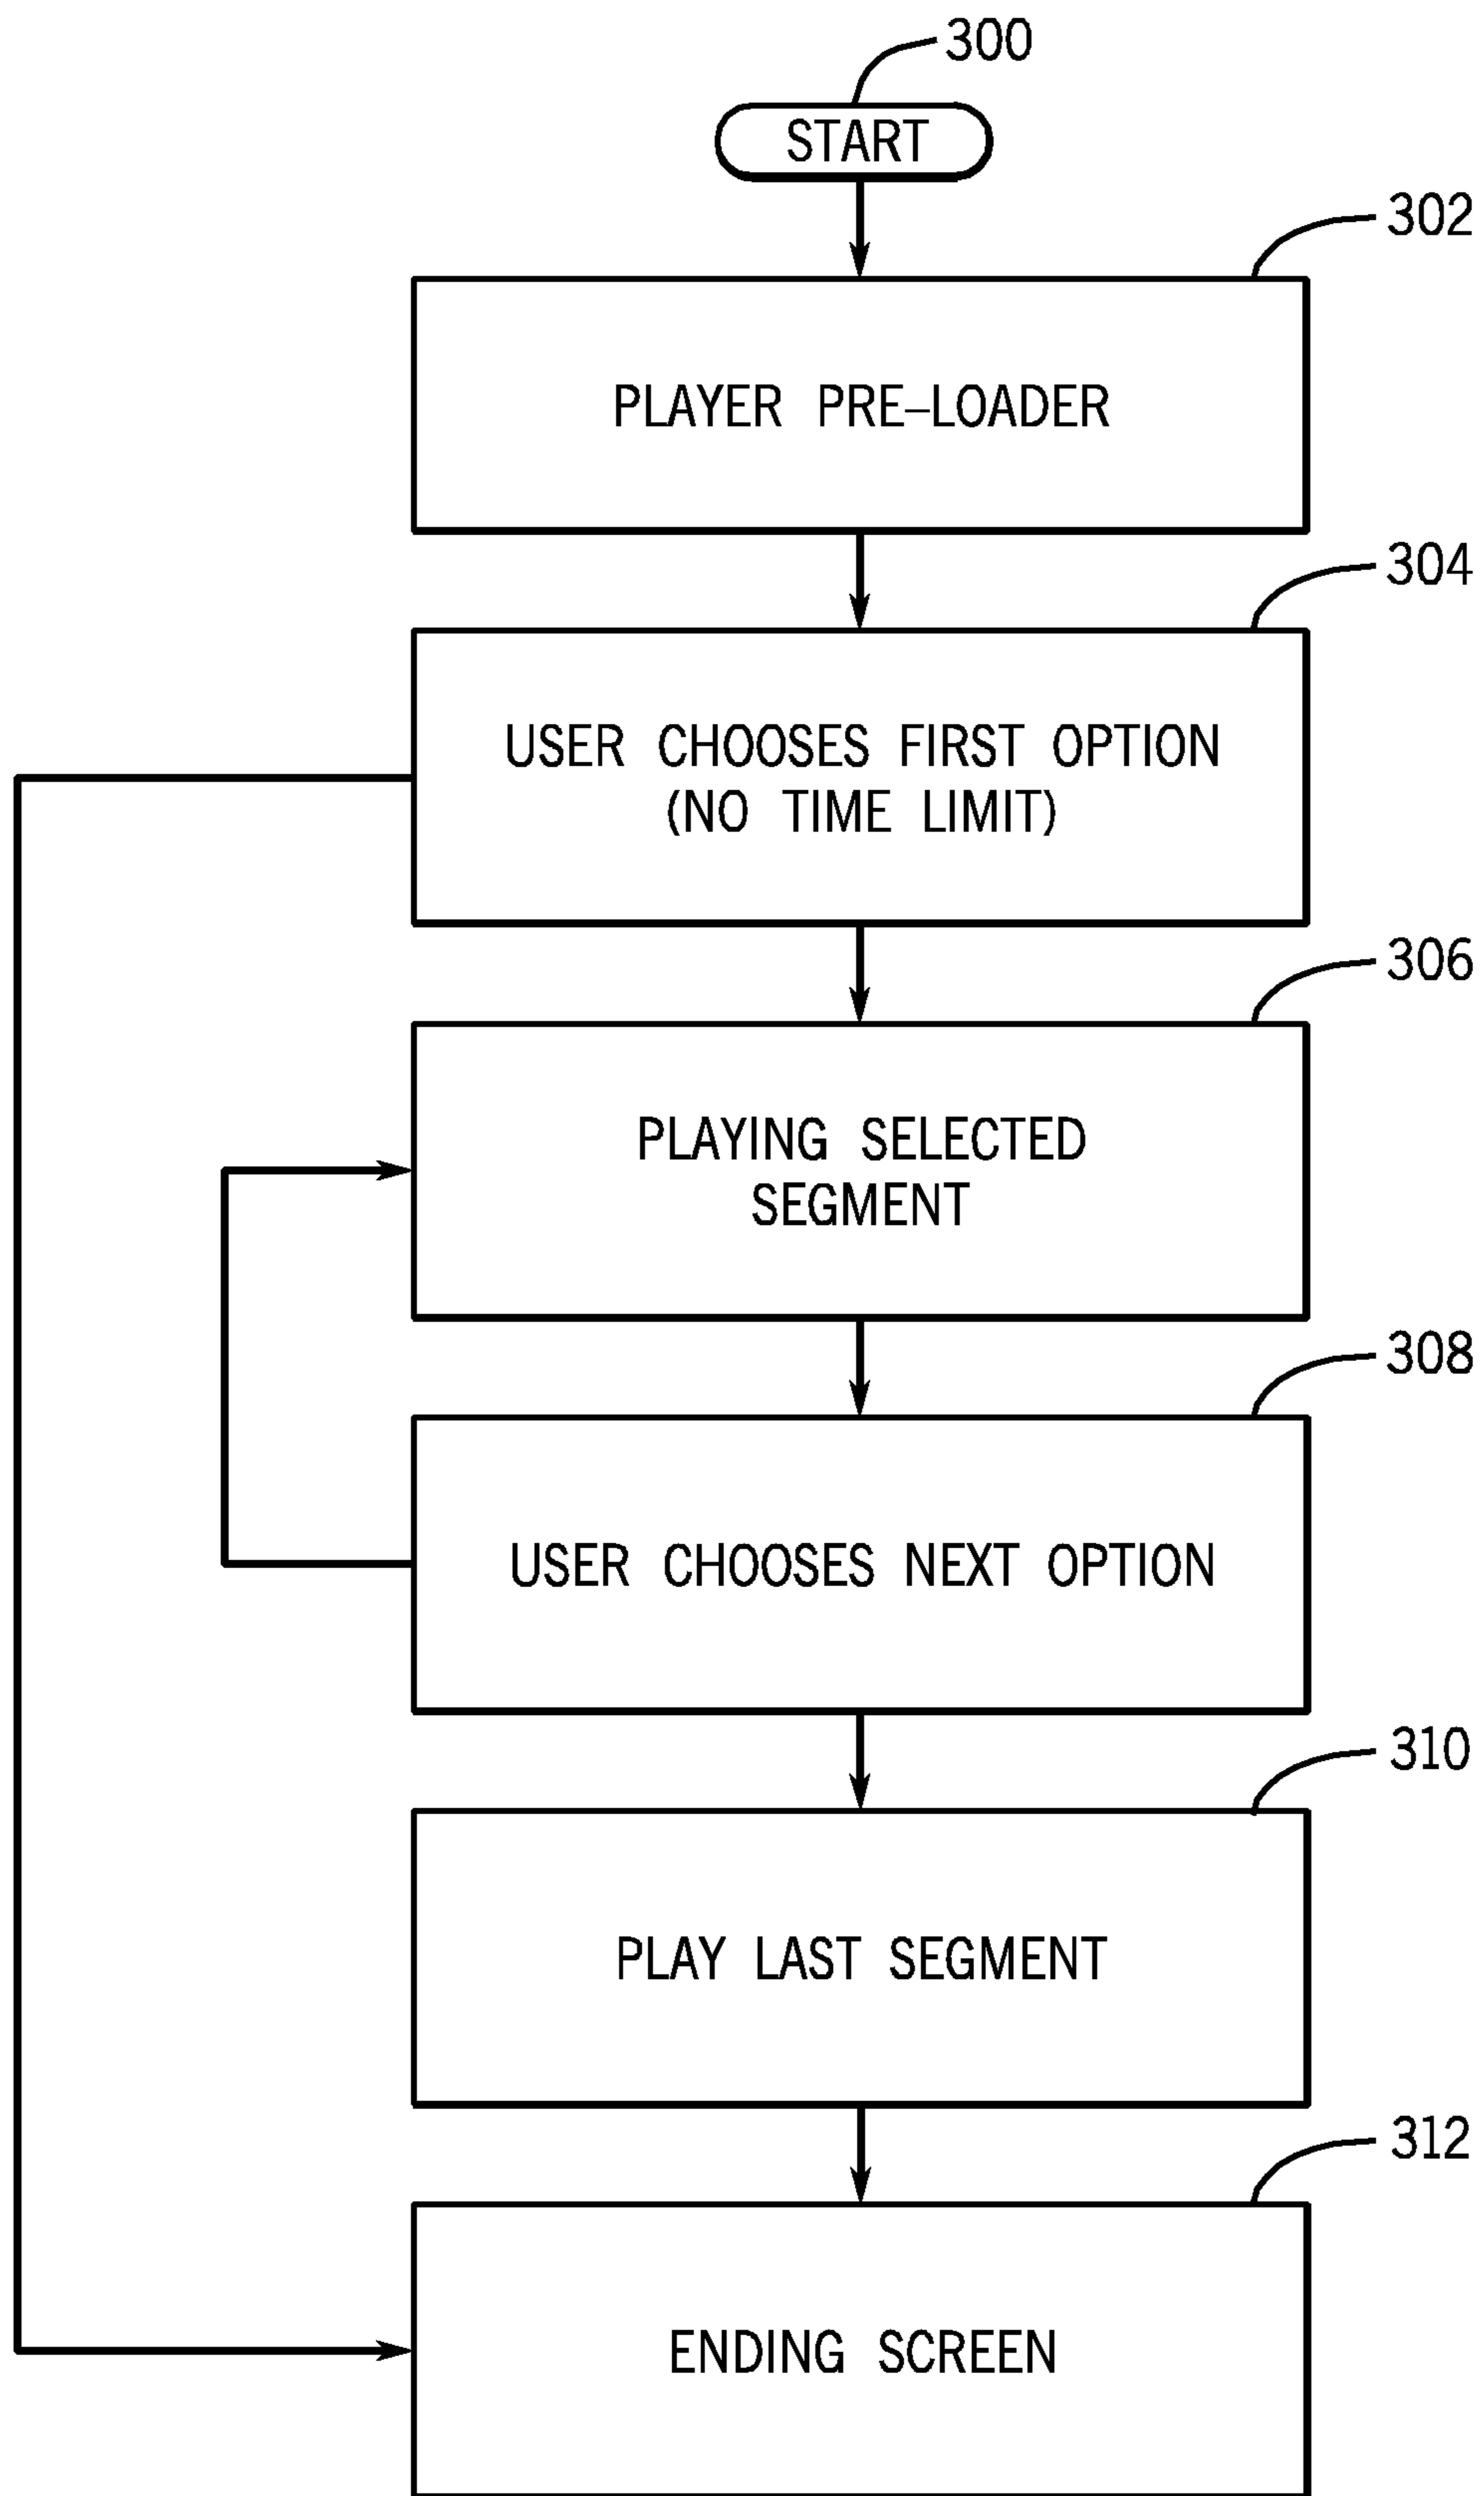 300
START
302
PLAYER PRE-LOADER
304
USER CHOOSES FIRST OPTION
(NO TIME LIMIT)
306
PLAYING SELECTED
SEGMENT
308
USER CHOOSES NEXT OPTION
310
PLAY LAST SEGMENT
312
ENDING SCREEN